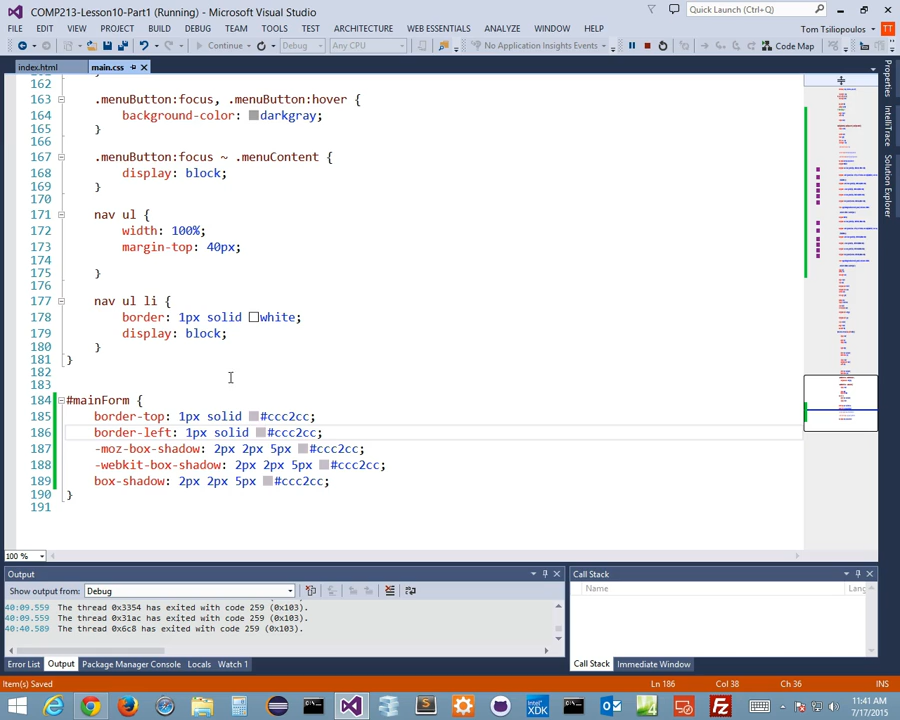 COMP213-Lesson10-Part1 (Running) - Microsoft Visual Studio
Quick Launch (Ctrl+Q)
FILE EDIT VIEW PROJECT BUILD DEBUG TEAM TOOLS TEST ARCHITECTURE WEB ESSENTIALS ANALYZE WINDOW HELP
Tom Tsiliopoulos TT
Continue Debug Any CPU No Application Insights Events Code Map
index.html main.css
162
163 .menuButton:focus, .menuButton:hover {
164 background-color: darkgray;
165 }
166
167 .menuButton:focus ~ .menuContent {
168 display: block;
169 }
170
171 nav ul {
172 width: 100%;
173 margin-top: 40px;
174
175 }
176
177 nav ul li {
178 border: 1px solid white;
179 display: block;
180 }
181 }
182
183
184 #mainForm {
185 border-top: 1px solid #ccc2cc;
186 border-left: 1px solid #ccc2cc;
187 -moz-box-shadow: 2px 2px 5px #ccc2cc;
188 -webkit-box-shadow: 2px 2px 5px #ccc2cc;
189 box-shadow: 2px 2px 5px #ccc2cc;
190 }
191
100 %
Properties
IntelliTrace
Solution Explorer
Output
Show output from: Debug
40:09.559 The thread 0x3354 has exited with code 259 (0x103).
40:09.559 The thread 0x31ac has exited with code 259 (0x103).
40:40.589 The thread 0x6c8 has exited with code 259 (0x103).
Error List Output Package Manager Console Locals Watch 1
Call Stack
Name Lang
Call Stack Immediate Window
Item(s) Saved Ln 186 Col 38 Ch 36 INS
11:41 AM
7/17/2015